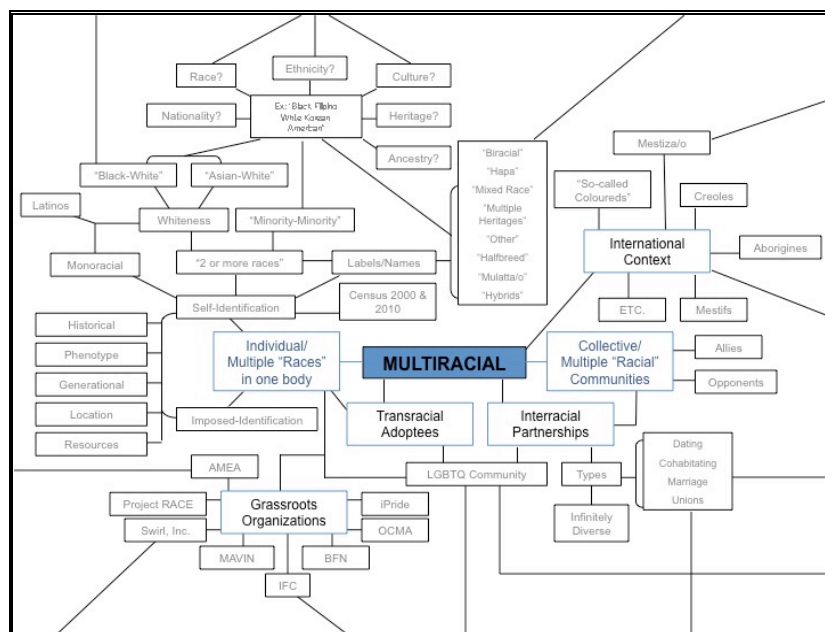 Race?
Ethnicity?
Culture?
Nationality?
Ex: "Black Filipino
White Korean
American"
Heritage?
Ancestry?
"Black-White"
"Asian-White"
Latinos
Whiteness
"Minority-Minority"
Monoracial
"2 or more races"
Labels/Names
"Biracial"
"Hapa"
"Mixed Race"
"Multiple
Heritages"
"Other"
"Halfbreed"
"Mulatta/o"
"Hybrids"
Mestiza/o
"So-called
Coloureds"
Creoles
International
Context
Aborigines
ETC.
Mestifs
Self-Identification
Census 2000 &
2010
Historical
Phenotype
Generational
Location
Resources
Individual/
Multiple "Races"
in one body
MULTIRACIAL
Collective/
Multiple "Racial"
Communities
Allies
Opponents
Imposed-Identification
Transracial
Adoptees
Interracial
Partnerships
AMEA
LGBTQ Community
Types
Dating
Cohabitating
Marriage
Unions
Project RACE
Grassroots
Organizations
iPride
Swirl, Inc.
OCMA
Infinitely
Diverse
MAVIN
BFN
IFC